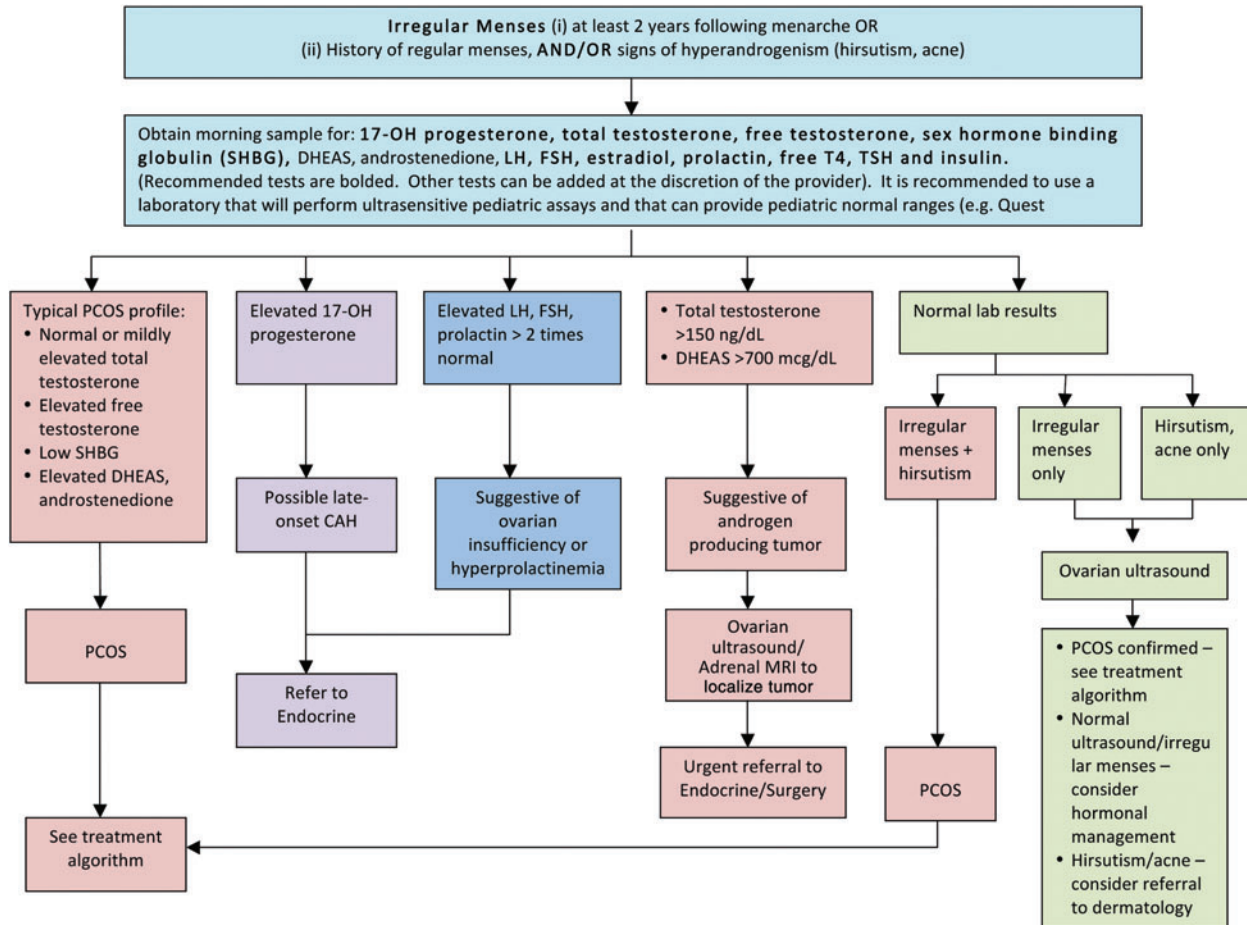 Irregular Menses (i) at least 2 years following menarche OR
(ii) History of regular menses, AND/OR signs of hyperandrogenism (hirsutism, acne)
Obtain morning sample for: 17-OH progesterone, total testosterone, free testosterone, sex hormone binding
globulin (SHBG), DHEAS, androstenedione, LH, FSH, estradiol, prolactin, free T4, TSH and insulin.
(Recommended tests are bolded. Other tests can be added at the discretion of the provider). It is recommended to use a
laboratory that will perform ultrasensitive pediatric assays and that can provide pediatric normal ranges (e.g. Quest
Typical PCOS profile:
• Normal or mildly
elevated total
testosterone
• Elevated free
testosterone
• Low SHBG
• Elevated DHEAS,
androstenedione
Elevated 17-OH
progesterone
Elevated LH, FSH,
prolactin > 2 times
normal
• Total testosterone
>150 ng/dL
• DHEAS >700 mcg/dL
Normal lab results
Irregular
menses +
hirsutism
Irregular
menses
only
Hirsutism,
acne only
Possible late-
onset CAH
Suggestive of
ovarian
insufficiency or
hyperprolactinemia
Suggestive of
androgen
producing tumor
Ovarian ultrasound
PCOS
Refer to
Endocrine
Ovarian
ultrasound/
Adrenal MRI to
localize tumor
Urgent referral to
Endocrine/Surgery
PCOS
• PCOS confirmed –
see treatment
algorithm
• Normal
ultrasound/irregu
lar menses –
consider
hormonal
management
• Hirsutism/acne –
consider referral
to dermatology
See treatment
algorithm